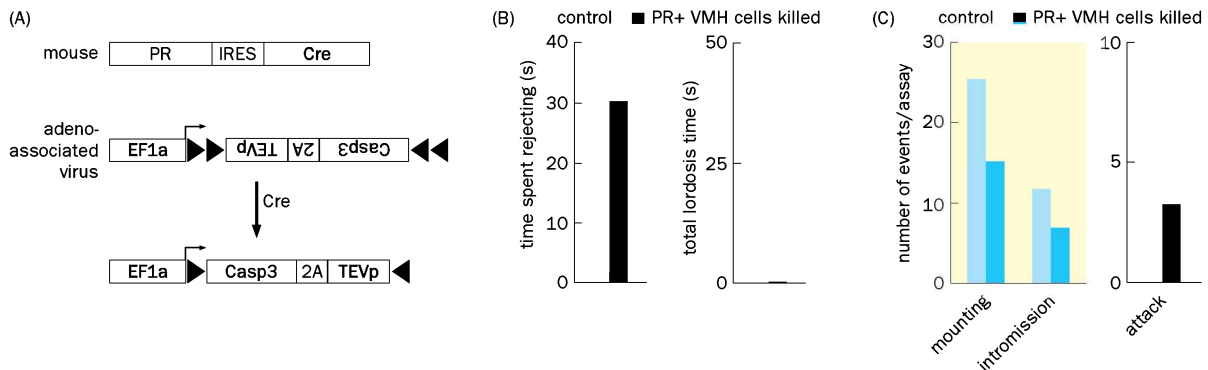 (A)
mouse
PR IRES Cre
adeno-
associated
virus
EF1a TEVp 2A Casp3
Cre
EF1a Casp3 2A TEVp
(B)
control PR+ VMH cells killed
time spent rejecting (s)
40
30
20
10
0
total lordosis time (s)
50
25
0
(C)
control PR+ VMH cells killed
number of events/assay
30
20
10
0
mounting
intromission
10
5
0
attack